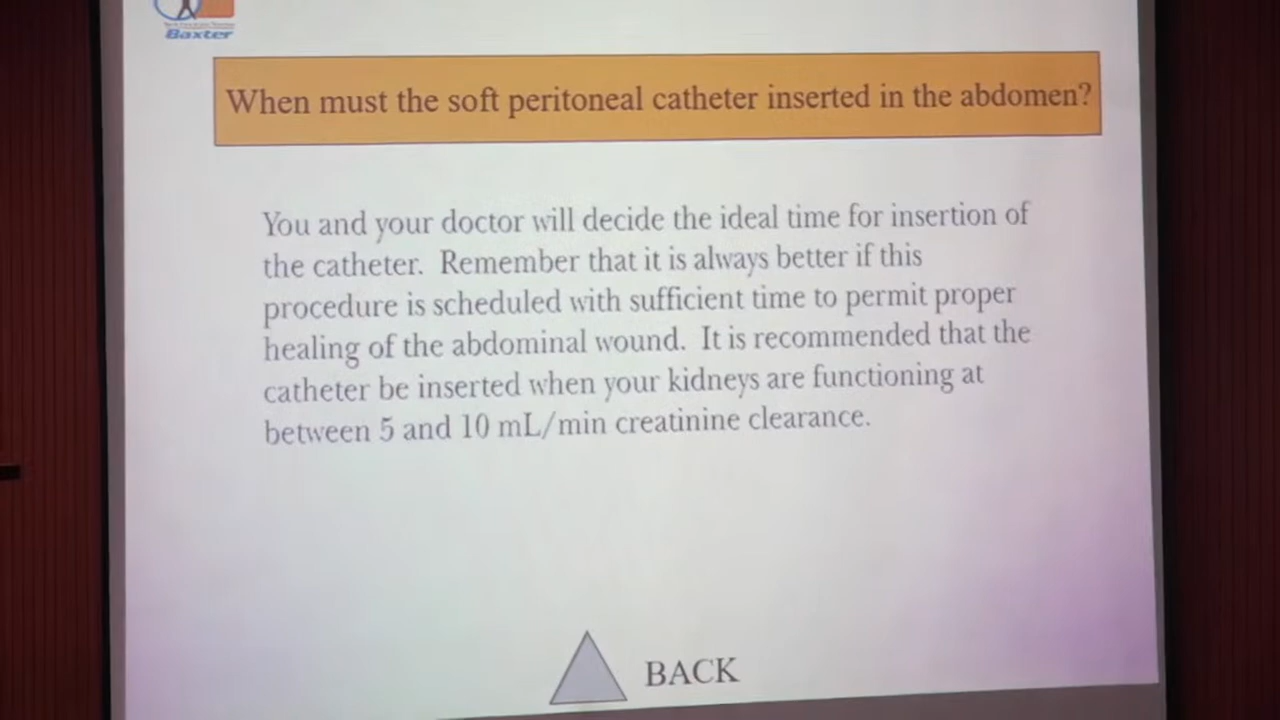 Baxter
When must the soft peritoneal catheter inserted in the abdomen?
You and your doctor will decide the ideal time for insertion of
the catheter. Remember that it is always better if this
procedure is scheduled with sufficient time to permit proper
healing of the abdominal wound. It is recommended that the
catheter be inserted when your kidneys are functioning at
between 5 and 10 mL/min creatinine clearance.
BACK